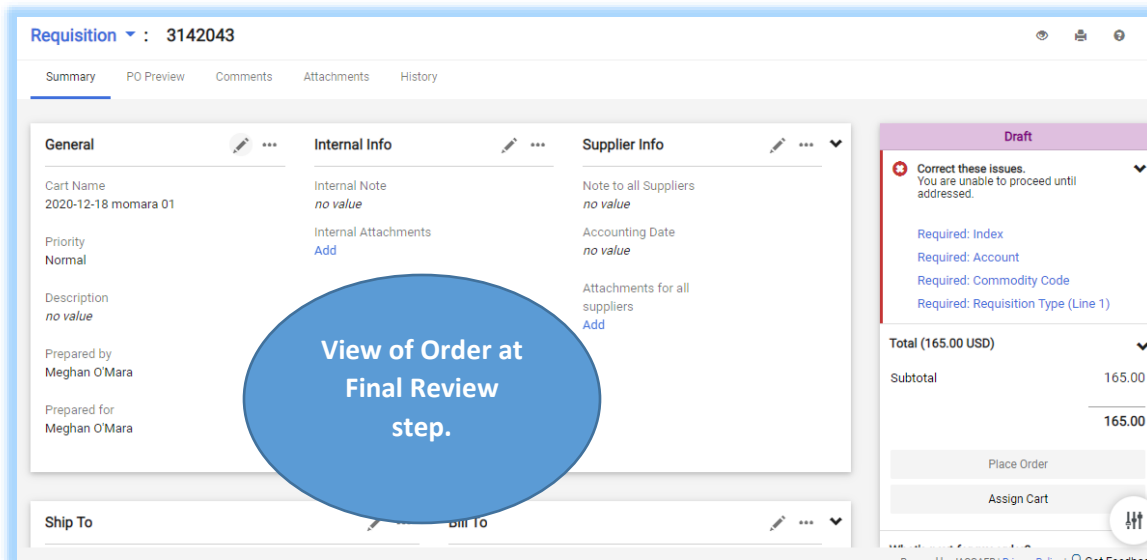 Requisition : 3142043
Summary PO Preview Comments Attachments History
General
Cart Name
2020-12-18 momara 01
Priority
Normal
Description
no value
Prepared by
Meghan O'Mara
Prepared for
Meghan O'Mara
Internal Info
Internal Note
no value
Internal Attachments
Add
Supplier Info
Note to all Suppliers
no value
Accounting Date
no value
Attachments for all
suppliers
Add
View of Order at
Final Review
step.
Ship To
Bill To
Draft
Correct these issues.
You are unable to proceed until
addressed.
Required: Index
Required: Account
Required: Commodity Code
Required: Requisition Type (Line 1)
Total (165.00 USD)
Subtotal 165.00
165.00
Place Order
Assign Cart